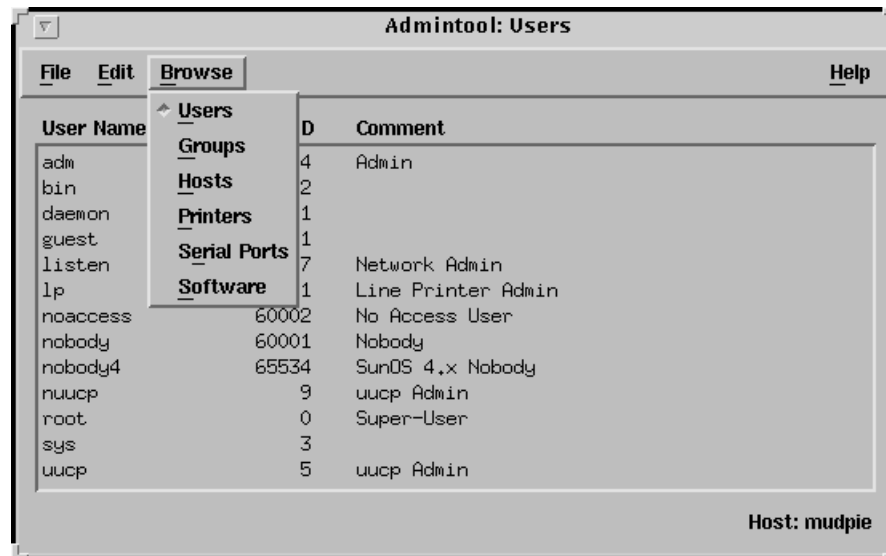 Admintool: Users
File Edit Browse Help
Users
Groups
Hosts
Printers
Serial Ports
Software
User Name D Comment
adm 4 Admin
bin 2
daemon 1
guest 1
listen 7 Network Admin
lp 1 Line Printer Admin
noaccess 60002 No Access User
nobody 60001 Nobody
nobody4 65534 SunOS 4.x Nobody
nuucp 9 uucp Admin
root 0 Super-User
sys 3
uucp 5 uucp Admin
Host: mudpie